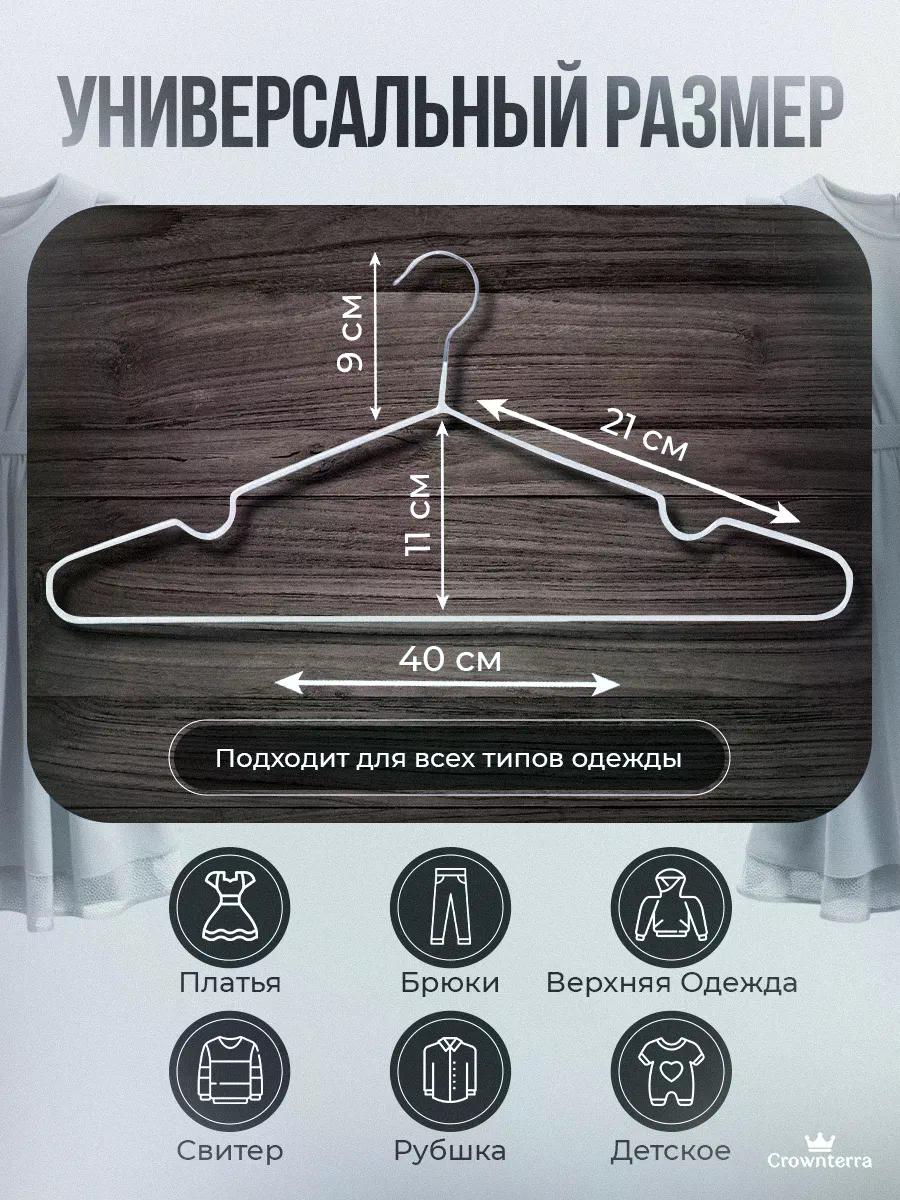 УНИВЕРСАЛЬНЫЙ РАЗМЕР
9 см
21 см
11 см
40 см
Подходит для всех типов одежды
Платья
Брюки
Верхняя Одежда
Свитер
Рубшка
Детское
Crownterra